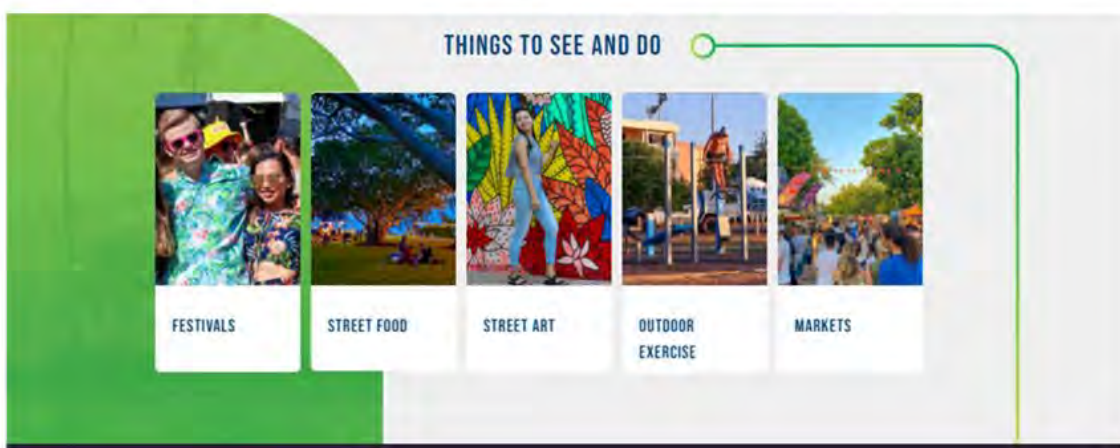 THINGS TO SEE AND DO
FESTIVALS
STREET FOOD
STREET ART
OUTDOOR
EXERCISE
MARKETS